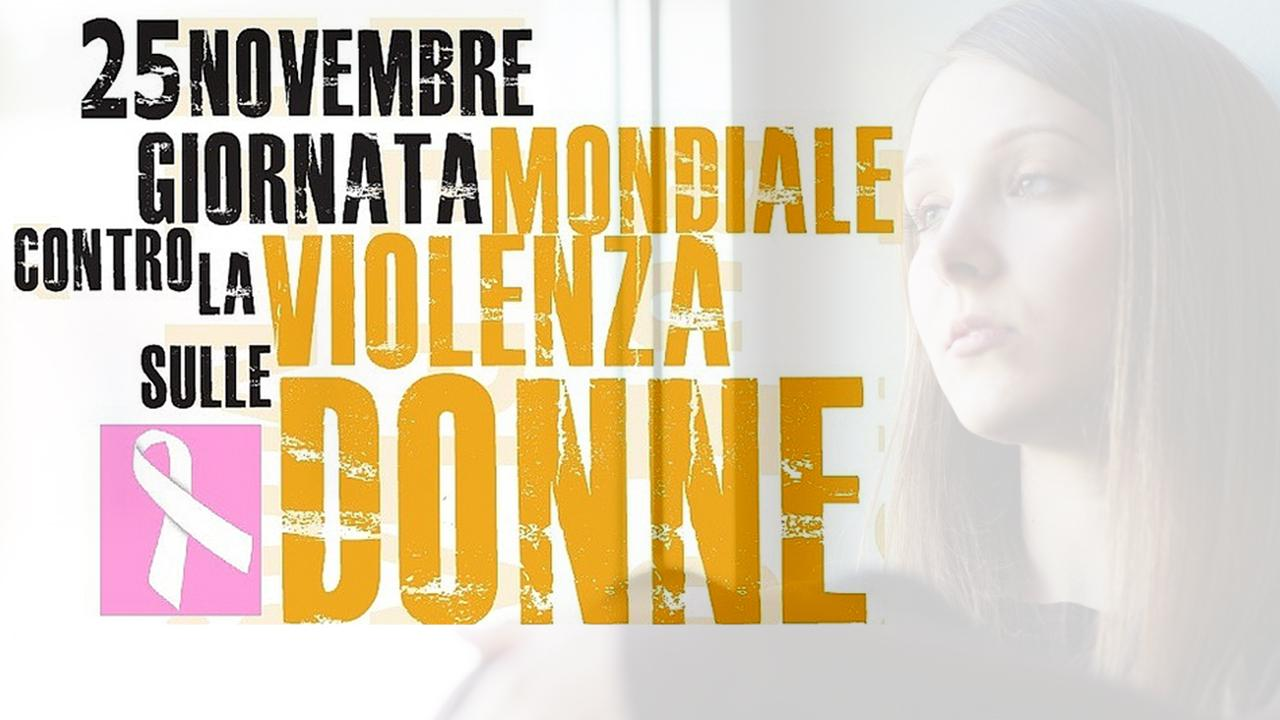 25 NOVEMBRE
GIORNATA MONDIALE
CONTRO LA VIOLENZA
SULLE DONNE